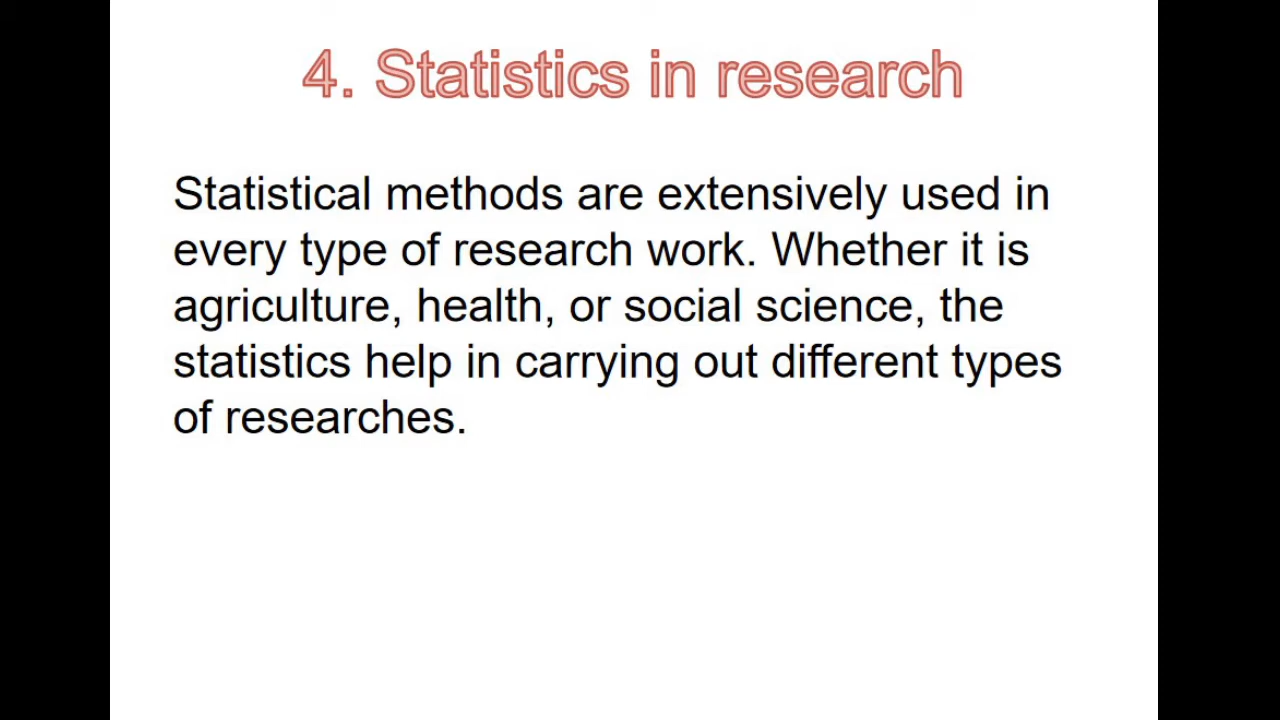 4. Statistics in research
Statistical methods are extensively used in
every type of research work. Whether it is
agriculture, health, or social science, the
statistics help in carrying out different types
of researches.